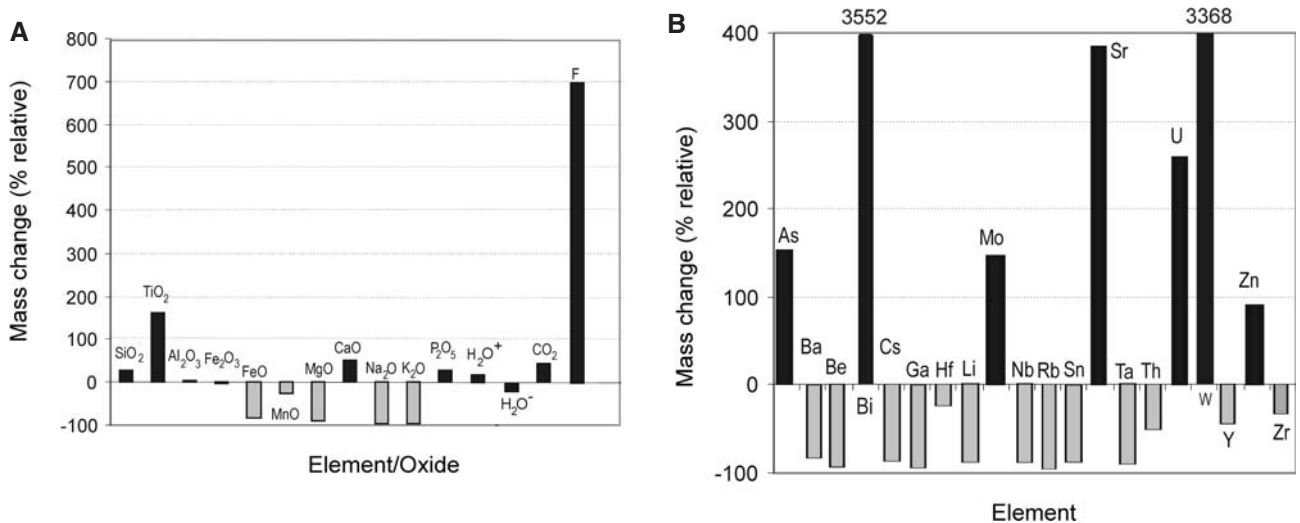 A
Mass change (% relative)
800
700
600
500
400
300
200
100
0
-100
SiO₂
TiO₂
Al₂O₃
Fe₂O₃
FeO
MnO
MgO
CaO
Na₂O
K₂O
P₂O₅
H₂O⁺
H₂O⁻
CO₂
F
Element/Oxide
B
3552
3368
Mass change (% relative)
400
300
200
100
0
-100
As
Ba
Be
Bi
Cs
Ga
Hf
Li
Mo
Nb
Rb
Sn
Sr
Ta
Th
U
W
Y
Zn
Zr
Element